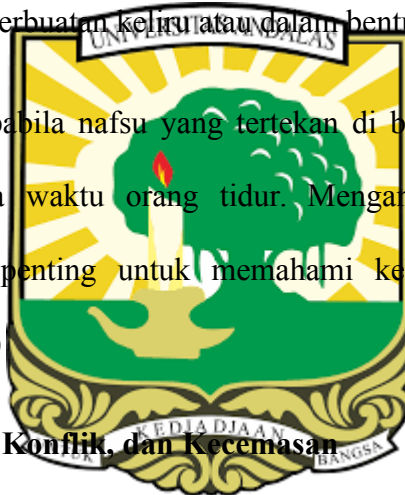 erbuatan keliru atau dalam bent
UNIVERSITAS ANDALAS
abila nafsu yang tertekan di b
waktu orang tidur. Mengan
penting untuk memahami ke
)
Konflik, dan Kecemasan
UNTUK KEDJADJAAN BANGSA